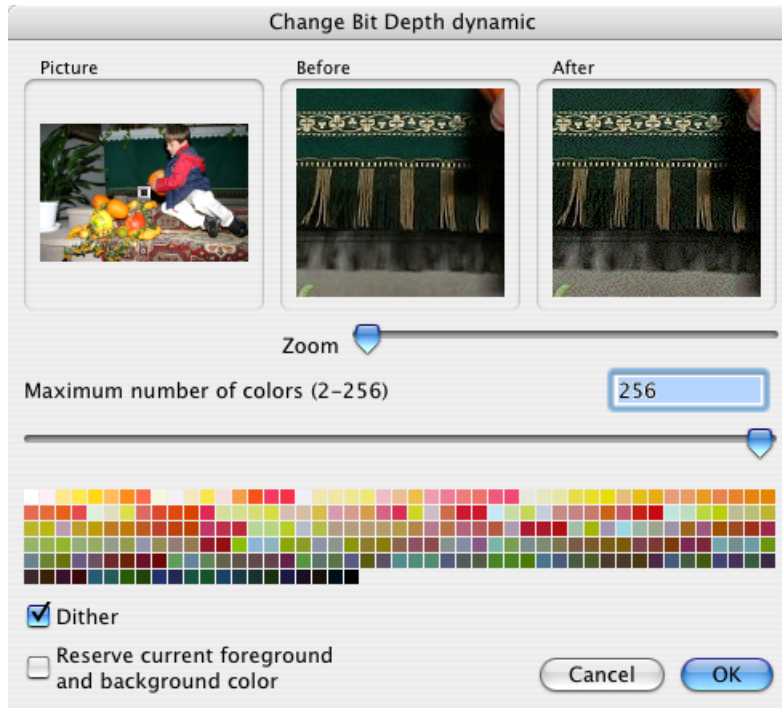 Change Bit Depth dynamic
Picture Before After
Zoom
Maximum number of colors (2-256) 256
Dither
Reserve current foreground
and background color
Cancel OK